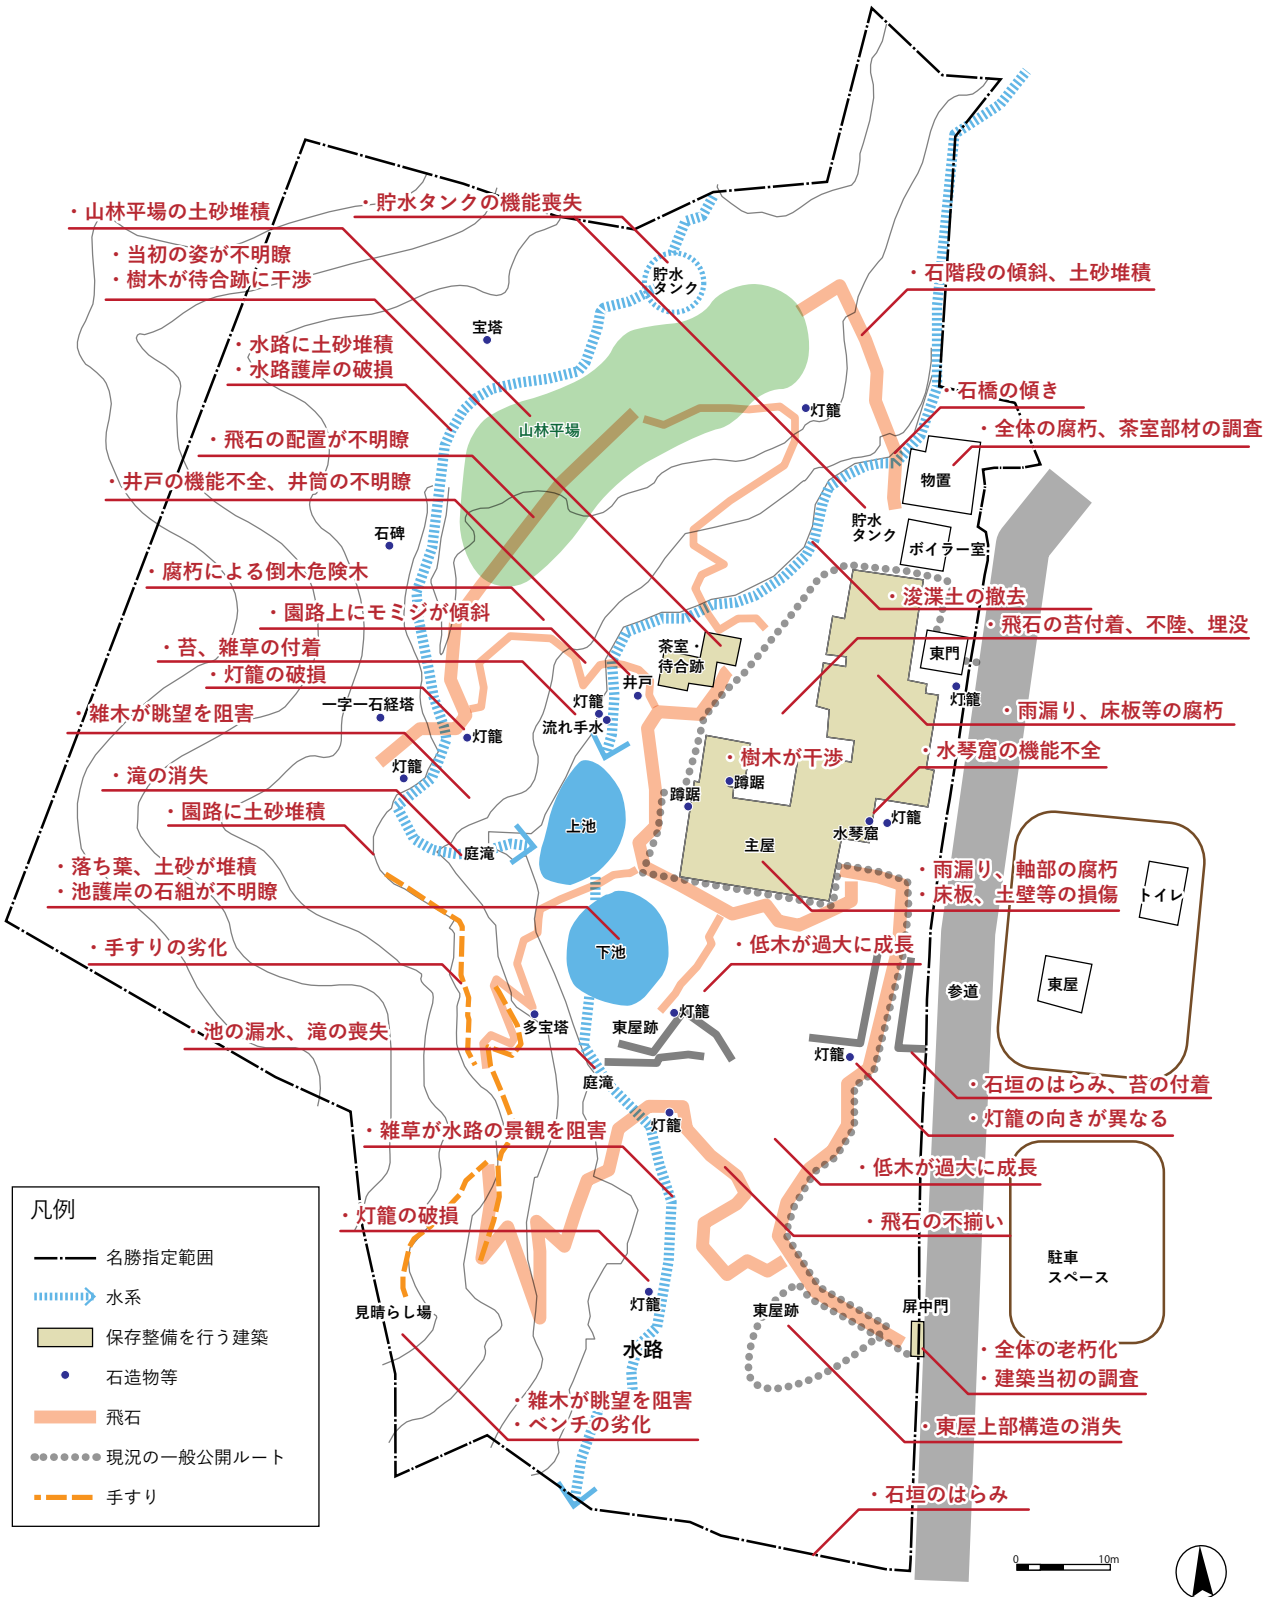 ・貯水タンクの機能喪失
・山林平場の土砂堆積
・当初の姿が不明瞭
・樹木が待合跡に干渉
・石階段の傾斜、土砂堆積
貯水
タンク
宝塔
・水路に土砂堆積
・水路護岸の破損
・石橋の傾き
灯籠
・全体の腐朽、茶室部材の調査
山林平場
・飛石の配置が不明瞭
・井戸の機能不全、井筒の不明瞭
物置
貯水
タンク
石碑
ボイラー室
・腐朽による倒木危険木
・浚渫土の撤去
・園路上にモミジが傾斜
・飛石の苔付着、不陸、埋没
・苔、雑草の付着
茶室・
待合跡
東門
・灯籠の破損
井戸
灯籠
灯籠
一字一石経塔
・雑木が眺望を阻害
・雨漏り、床板等の腐朽
流れ手水
灯籠
・水琴窟の機能不全
・樹木が干渉
灯籠
・滝の消失
蹲踞
蹲踞
・園路に土砂堆積
灯籠
上池
水琴窟
主屋
庭滝
・落ち葉、土砂が堆積
・池護岸の石組が不明瞭
・雨漏り、軸部の腐朽
・床板、土壁等の損傷
トイレ
・手すりの劣化
下池
・低木が過大に成長
東屋
参道
・池の漏水、滝の喪失
多宝塔
東屋跡
灯籠
灯籠
庭滝
・石垣のはらみ、苔の付着
・灯籠の向きが異なる
・雑草が水路の景観を阻害
灯籠
・低木が過大に成長
・灯籠の破損
・飛石の不揃い
駐車
スペース
見晴らし場
灯籠
東屋跡
屏中門
水路
・全体の老朽化
・建築当初の調査
・雑木が眺望を阻害
・ベンチの劣化
・東屋上部構造の消失
・石垣のはらみ
凡例
名勝指定範囲
水系
保存整備を行う建築
石造物等
飛石
現況の一般公開ルート
手すり
0 10m